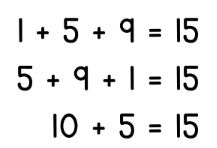 1 + 5 + 9 = 15
5 + 9 + 1 = 15
10 + 5 = 15